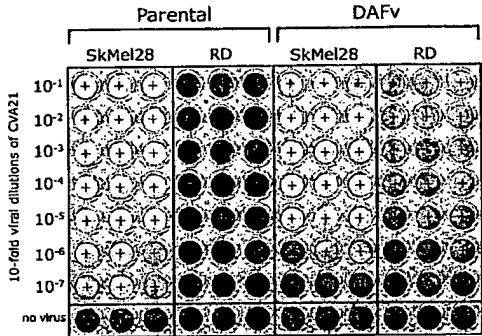 Parental DAFv
SkMel28 RD SkMel28 RD
10-fold viral dilutions of CVA21
10-1
10-2
10-3
10-4
10-5
10-6
10-7
no virus